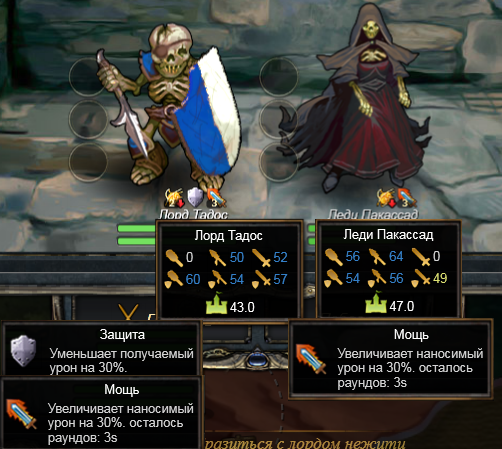 Лорд Тадос
Леди Пакассад
Лорд Тадос
0 50 52
60 54 57
43.0
Леди Пакассад
56 64 0
54 56 49
47.0
Защита
Уменьшает получаемый
урон на 30%.
Мощь
Увеличивает наносимый
урон на 30%. осталось
раундов: 3s
Мощь
Увеличивает наносимый
урон на 30%. осталось
раундов: 3s
разиться с лордом нежити